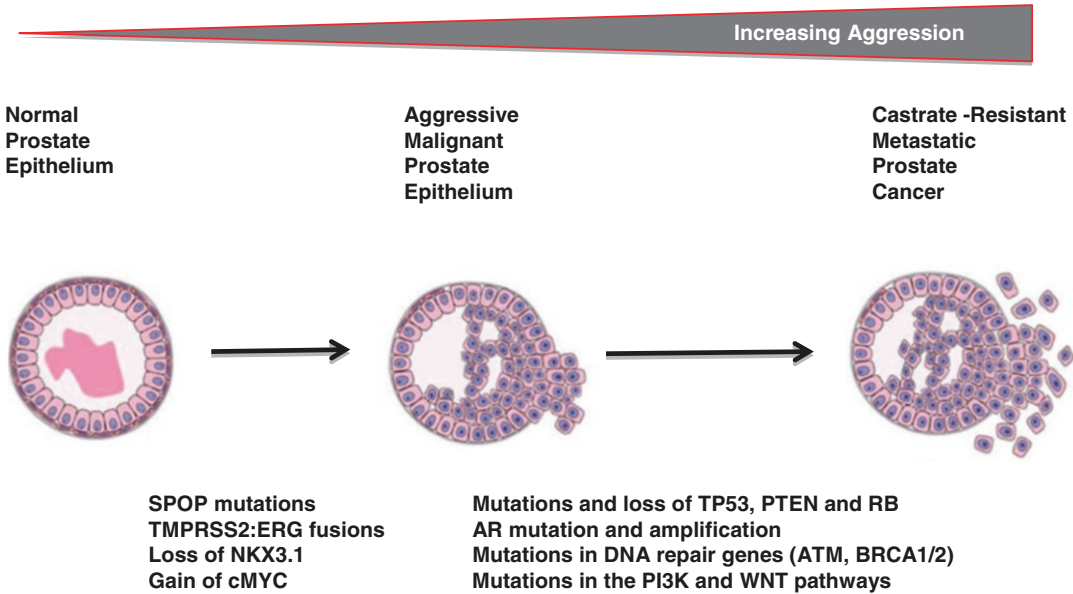 Increasing Aggression
Normal
Prostate
Epithelium
Aggressive
Malignant
Prostate
Epithelium
Castrate -Resistant
Metastatic
Prostate
Cancer
SPOP mutations
TMPRSS2:ERG fusions
Loss of NKX3.1
Gain of cMYC
Mutations and loss of TP53, PTEN and RB
AR mutation and amplification
Mutations in DNA repair genes (ATM, BRCA1/2)
Mutations in the PI3K and WNT pathways